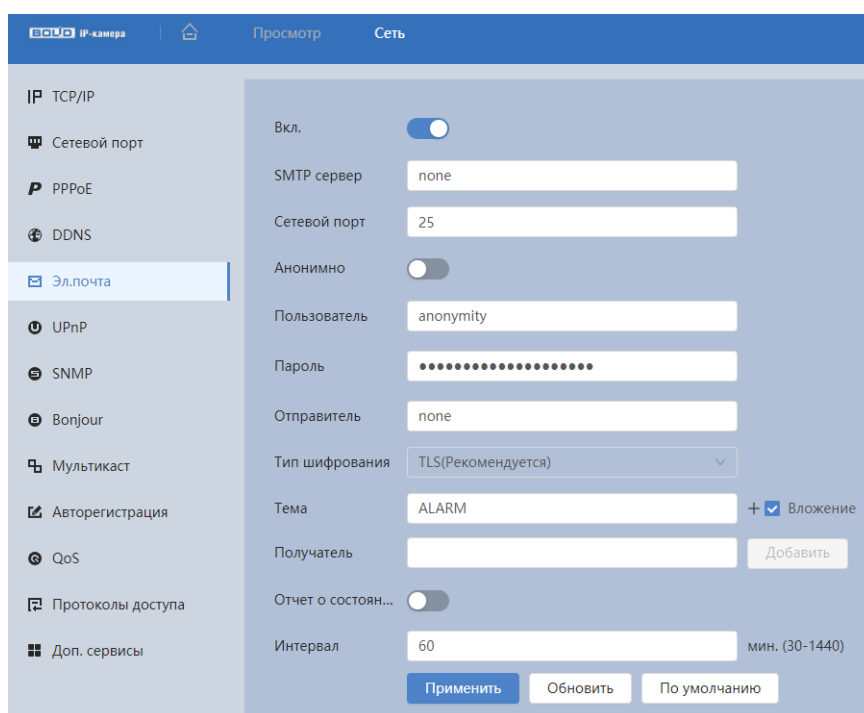 BOLID IP-камера Просмотр Сеть
TCP/IP
Сетевой порт
PPPoE
DDNS
Эл.почта
UPnP
SNMP
Bonjour
Мультикаст
Авторегистрация
QoS
Протоколы доступа
Доп. сервисы
Вкл.
SMTP сервер none
Сетевой порт 25
Анонимно
Пользователь anonymity
Пароль ••••••••••••••••••••
Отправитель none
Тип шифрования TLS(Рекомендуется)
Тема ALARM + Вложение
Получатель Добавить
Отчет о состоян...
Интервал 60 мин. (30-1440)
Применить Обновить По умолчанию